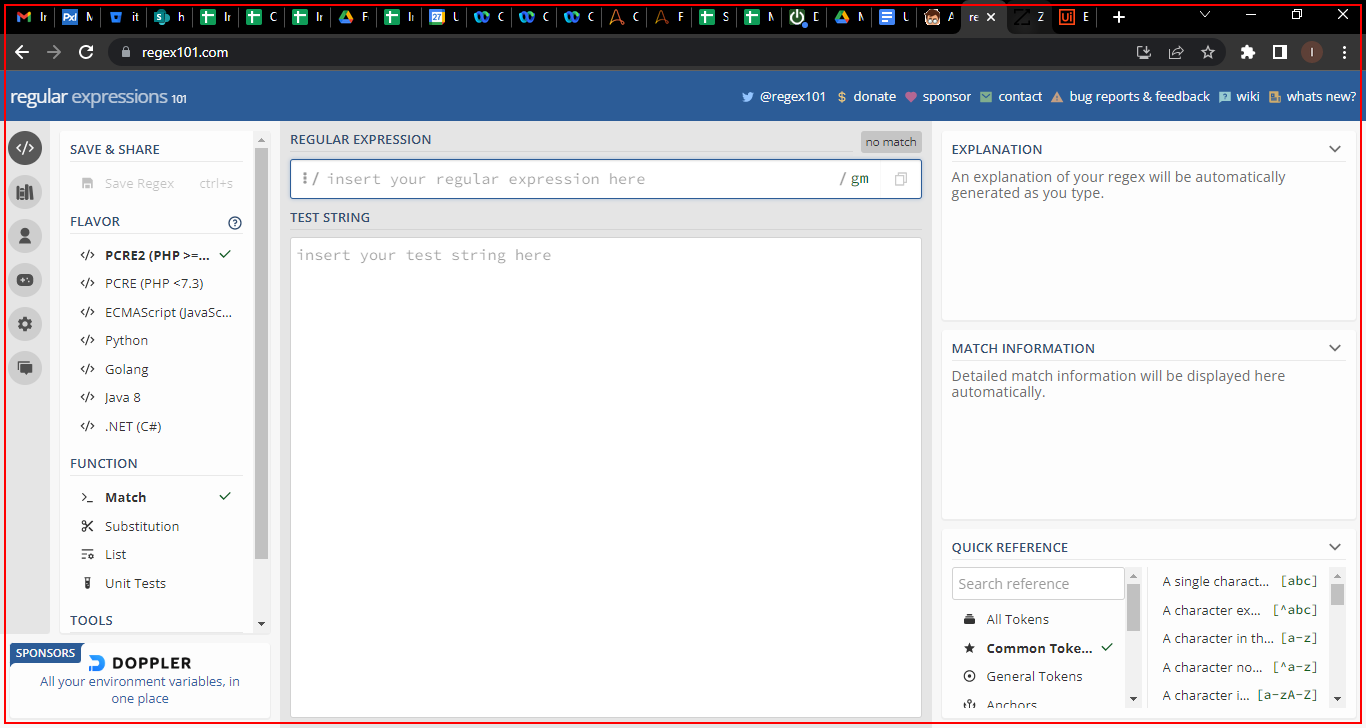 Ir
M
it
h
Ir
C
Ir
F
Ir
U
C
C
C
C
F
S
M
D
M
U
A
re
Z
E
regex101.com
I
regular expressions 101
@regex101
$ donate
sponsor
contact
bug reports & feedback
wiki
whats new?
SAVE & SHARE
Save Regex ctrl+s
FLAVOR
</> PCRE2 (PHP >=...
</> PCRE (PHP <7.3)
</> ECMAScript (JavaSc...
</> Python
</> Golang
</> Java 8
</> .NET (C#)
FUNCTION
Match
Substitution
List
Unit Tests
TOOLS
SPONSORS
DOPPLER
All your environment variables, in
one place
REGULAR EXPRESSION
no match
/ insert your regular expression here / gm
TEST STRING
insert your test string here
EXPLANATION
An explanation of your regex will be automatically
generated as you type.
MATCH INFORMATION
Detailed match information will be displayed here
automatically.
QUICK REFERENCE
Search reference
All Tokens
Common Toke...
General Tokens
Anchors
A single charact... [abc]
A character ex... [^abc]
A character in th... [a-z]
A character no... [^a-z]
A character i... [a-zA-Z]